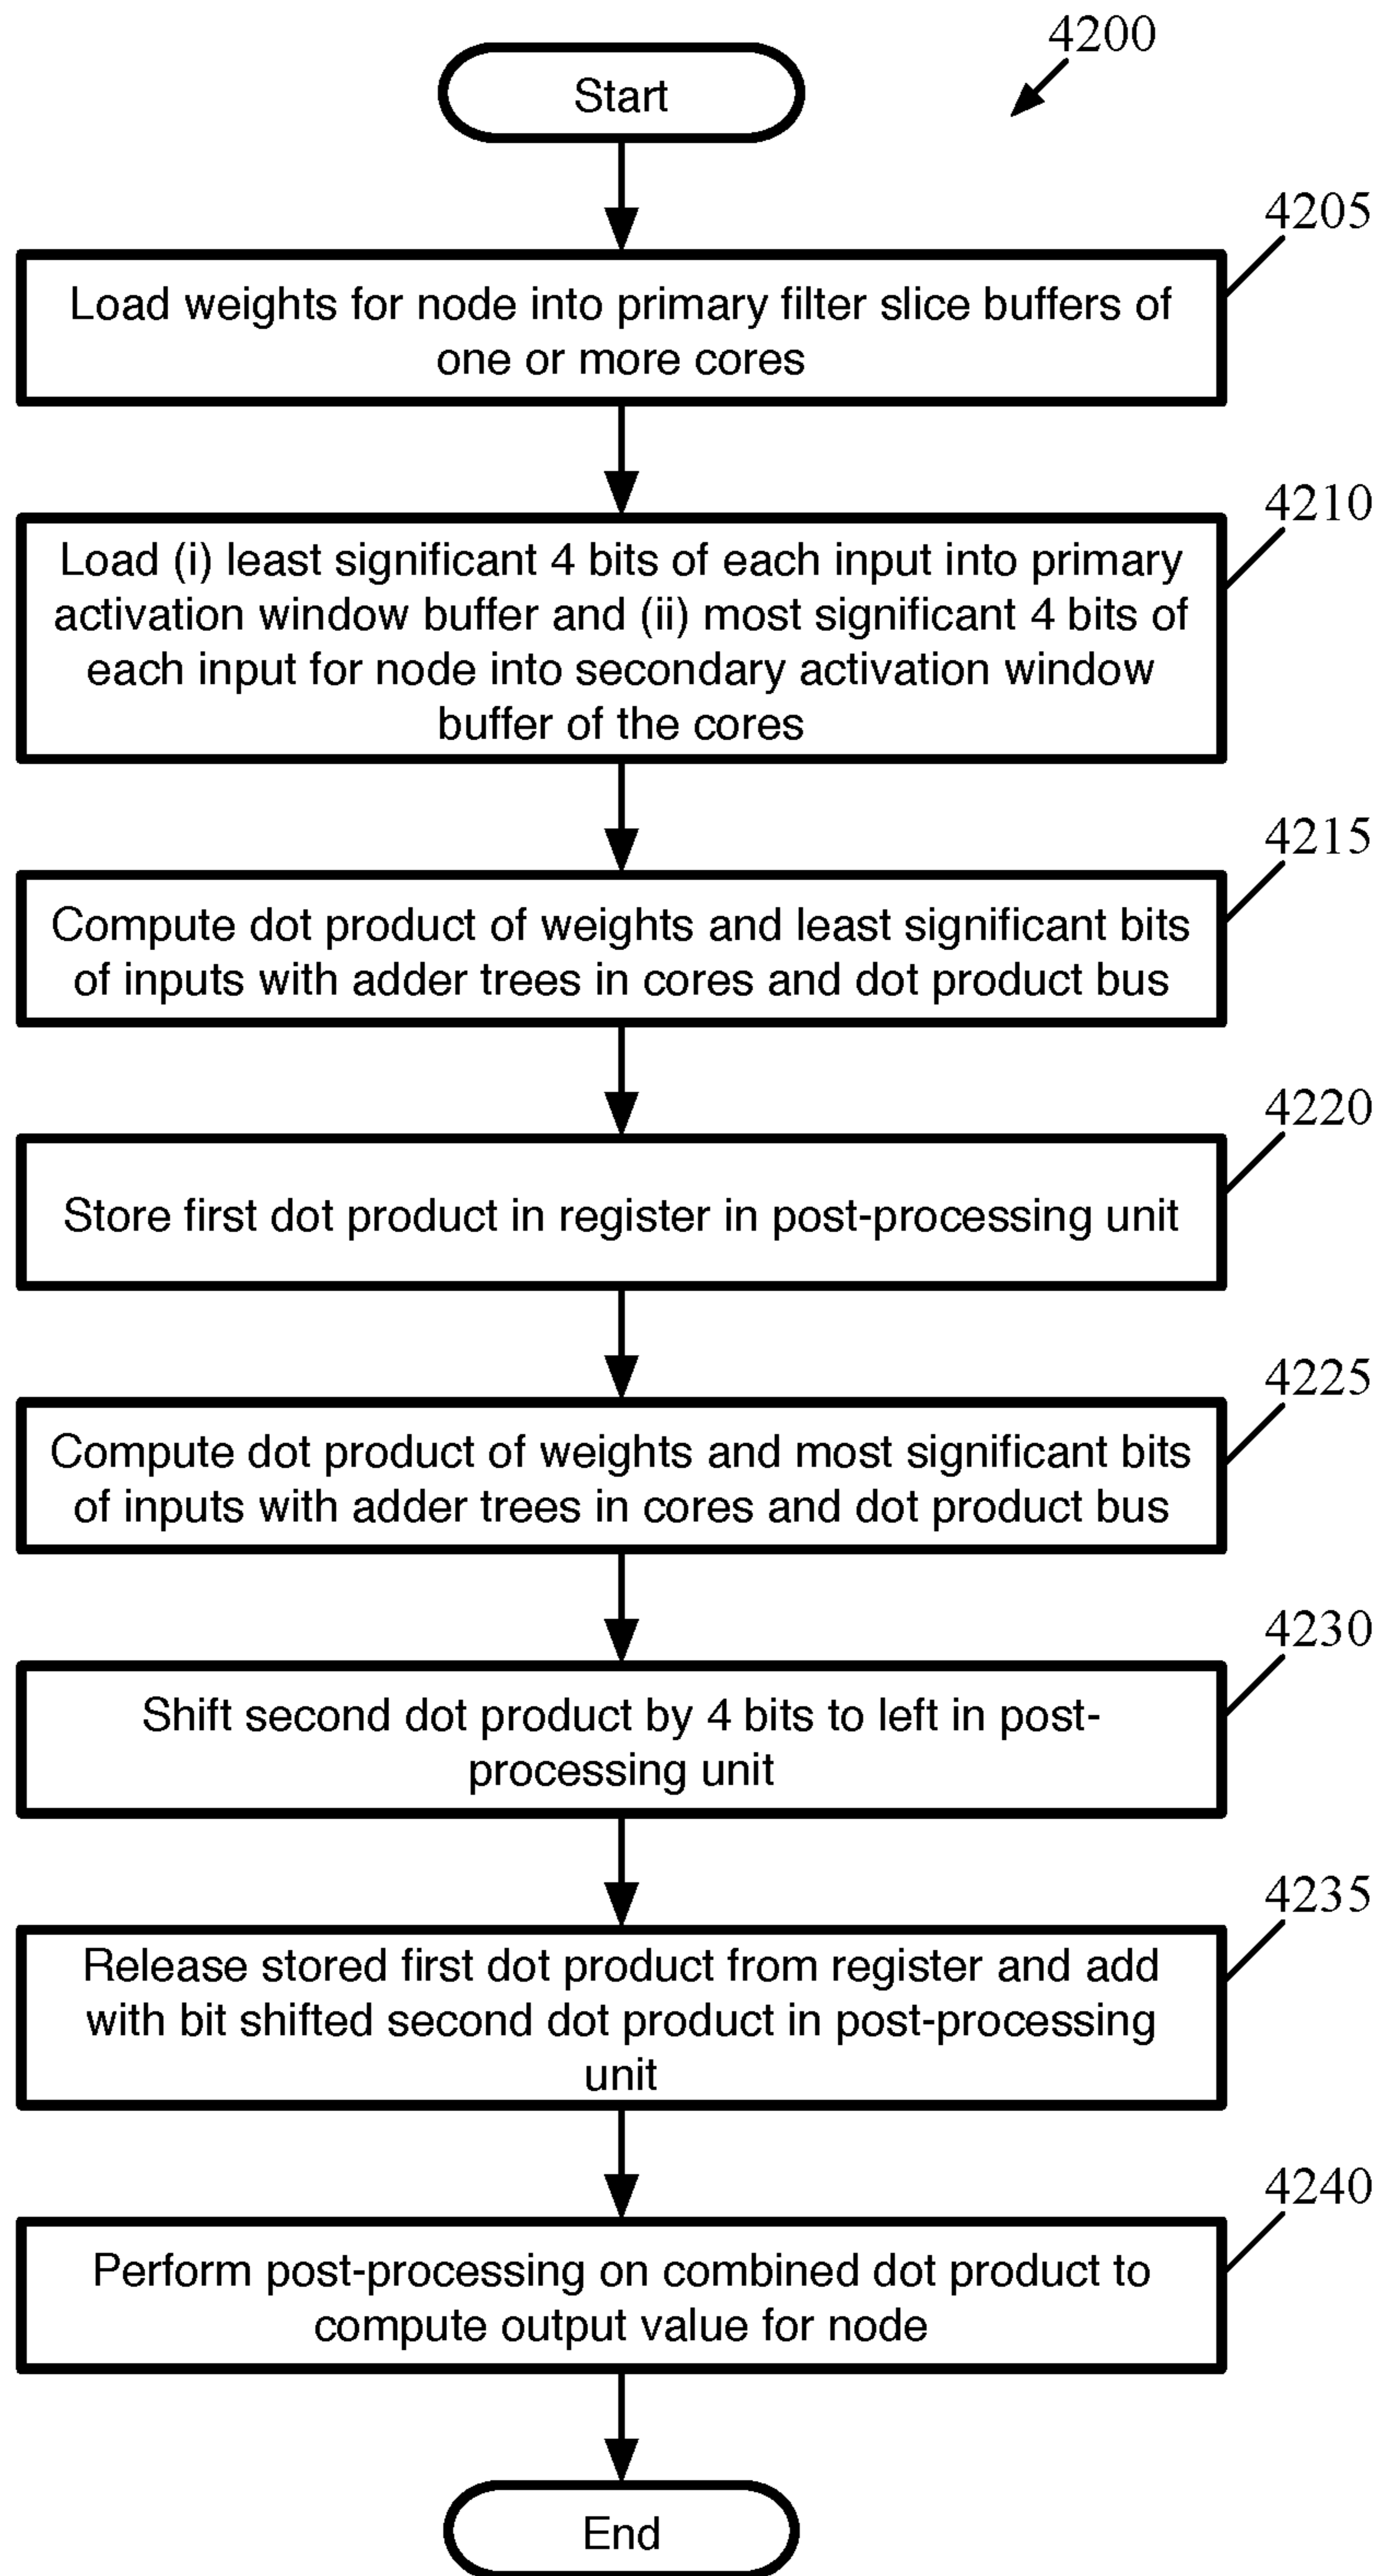 4200
Start
4205
Load weights for node into primary filter slice buffers of
one or more cores
4210
Load (i) least significant 4 bits of each input into primary
activation window buffer and (ii) most significant 4 bits of
each input for node into secondary activation window
buffer of the cores
4215
Compute dot product of weights and least significant bits
of inputs with adder trees in cores and dot product bus
4220
Store first dot product in register in post-processing unit
4225
Compute dot product of weights and most significant bits
of inputs with adder trees in cores and dot product bus
4230
Shift second dot product by 4 bits to left in post-
processing unit
4235
Release stored first dot product from register and add
with bit shifted second dot product in post-processing
unit
4240
Perform post-processing on combined dot product to
compute output value for node
End